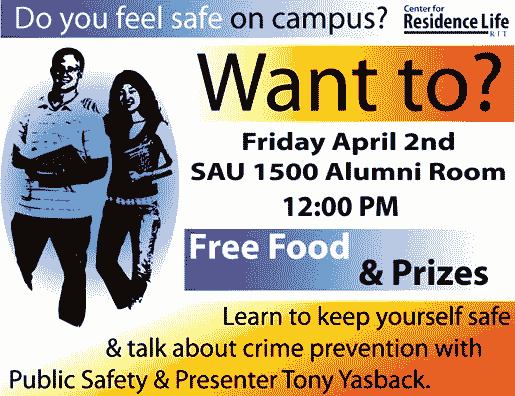 Do you feel safe on campus?
Center for
Residence Life
RIT
Want to?
Friday April 2nd
SAU 1500 Alumni Room
12:00 PM
Free Food
& Prizes
Learn to keep yourself safe
& talk about crime prevention with
Public Safety & Presenter Tony Yasback.